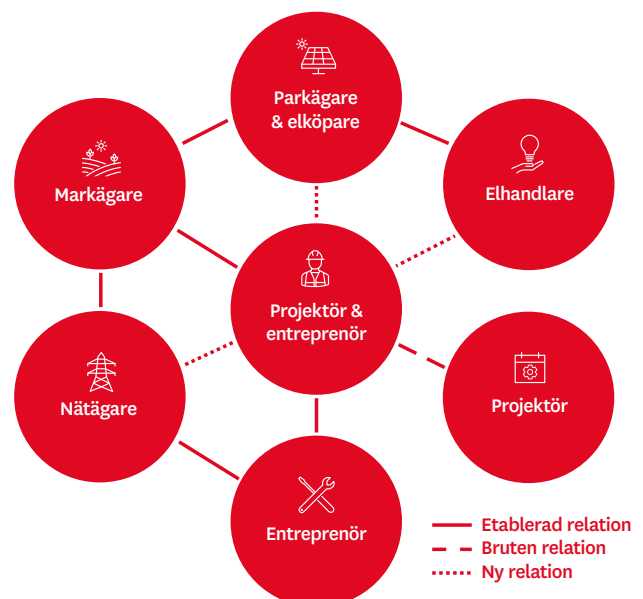 Parkägare
& elköpare
Markägare
Elhandlare
Projektör &
entreprenör
Nätägare
Projektör
Entreprenör
Etablerad relation
Bruten relation
Ny relation